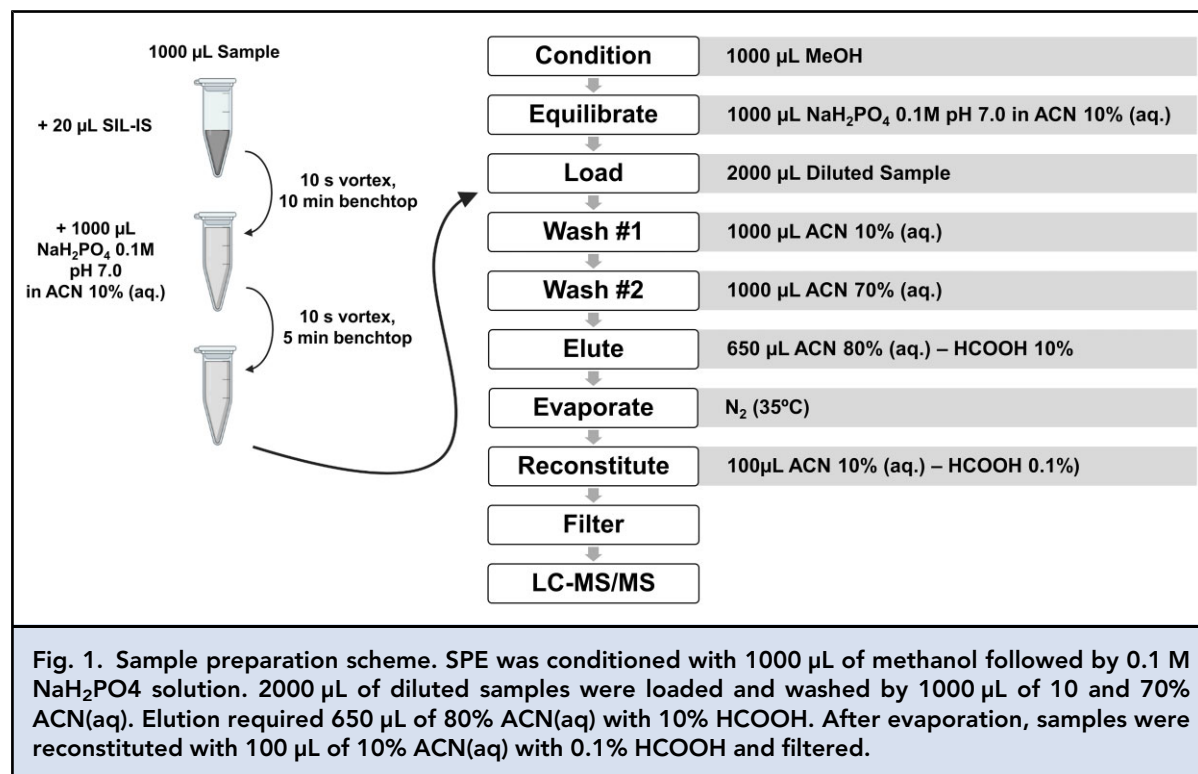 1000 µL Sample
+ 20 µL SIL-IS
10 s vortex,
10 min benchtop
+ 1000 µL
NaH₂PO₄ 0.1M
pH 7.0
in ACN 10% (aq.)
10 s vortex,
5 min benchtop
Condition 1000 µL MeOH
Equilibrate 1000 µL NaH₂PO₄ 0.1M pH 7.0 in ACN 10% (aq.)
Load 2000 µL Diluted Sample
Wash #1 1000 µL ACN 10% (aq.)
Wash #2 1000 µL ACN 70% (aq.)
Elute 650 µL ACN 80% (aq.) – HCOOH 10%
Evaporate N₂ (35ºC)
Reconstitute 100µL ACN 10% (aq.) – HCOOH 0.1%)
Filter
LC-MS/MS
Fig. 1. Sample preparation scheme. SPE was conditioned with 1000 µL of methanol followed by 0.1 M
NaH₂PO4 solution. 2000 µL of diluted samples were loaded and washed by 1000 µL of 10 and 70%
ACN(aq). Elution required 650 µL of 80% ACN(aq) with 10% HCOOH. After evaporation, samples were
reconstituted with 100 µL of 10% ACN(aq) with 0.1% HCOOH and filtered.